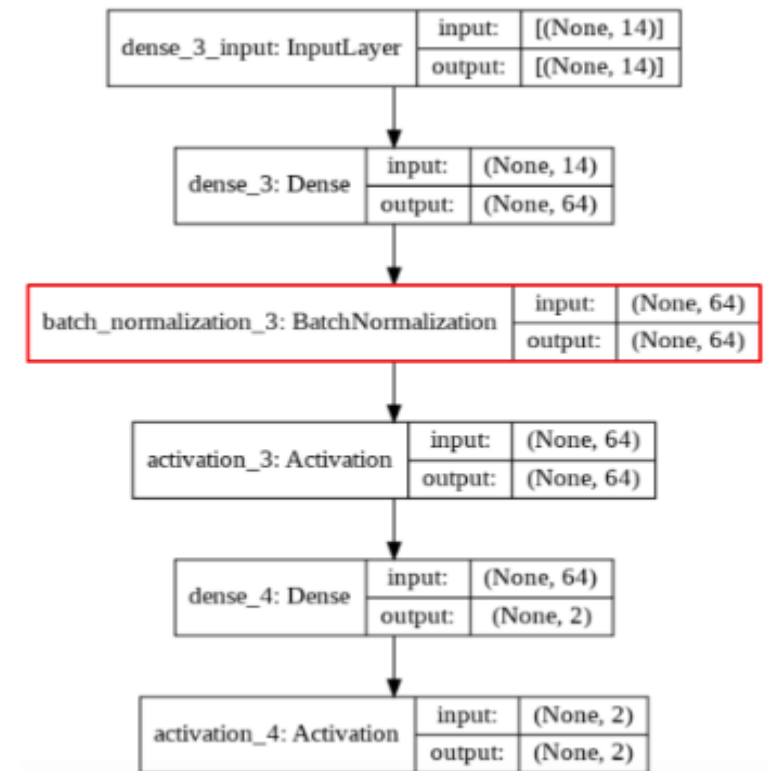 dense_3_input: InputLayer
input: [(None, 14)]
output: [(None, 14)]
dense_3: Dense
input: (None, 14)
output: (None, 64)
batch_normalization_3: BatchNormalization
input: (None, 64)
output: (None, 64)
activation_3: Activation
input: (None, 64)
output: (None, 64)
dense_4: Dense
input: (None, 64)
output: (None, 2)
activation_4: Activation
input: (None, 2)
output: (None, 2)